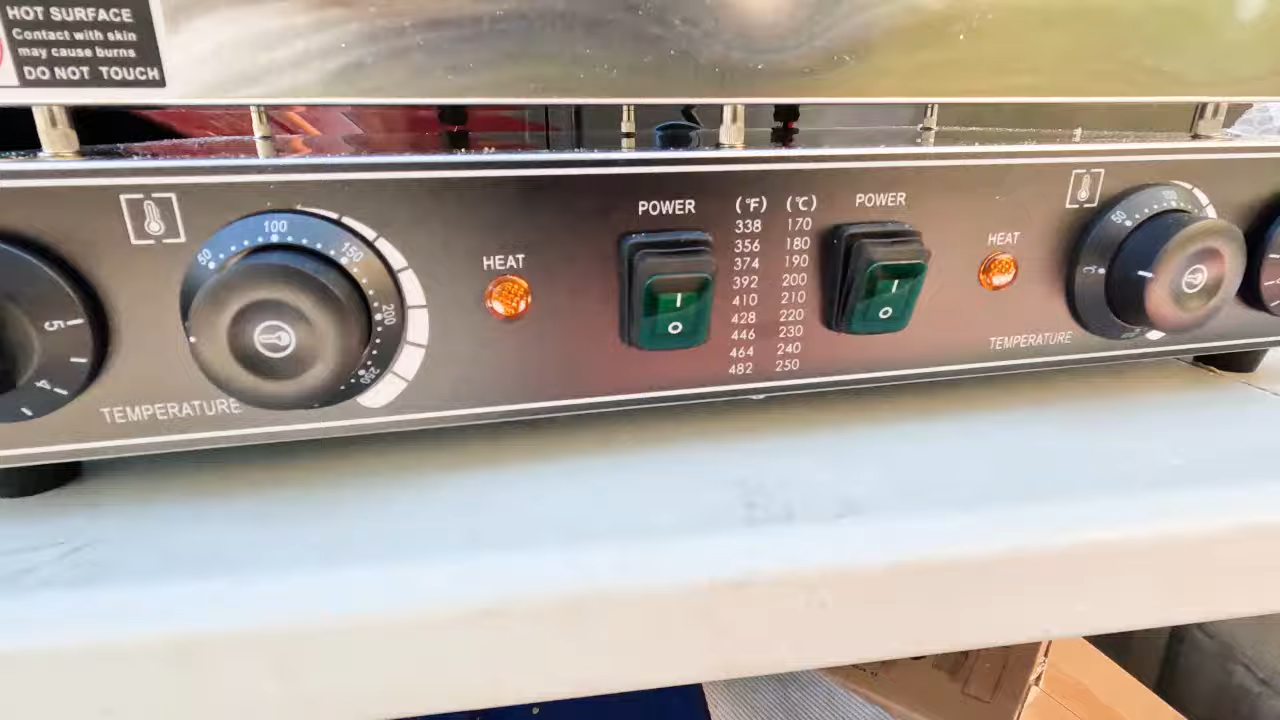 HOT SURFACE
Contact with skin
may cause burns
DO NOT TOUCH
5
4
50
100
150
200
250
TEMPERATURE
HEAT
POWER
I
O
(°F) (℃)
338 170
356 180
374 190
392 200
410 210
428 220
446 230
464 240
482 250
POWER
I
O
HEAT
TEMPERATURE
50
100